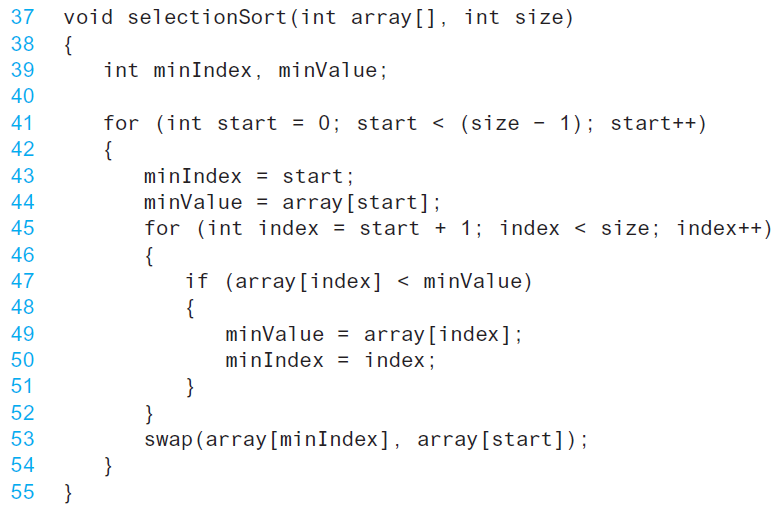 37 void selectionSort(int array[], int size)
38 {
39 int minIndex, minValue;
40
41 for (int start = 0; start < (size − 1); start++)
42 {
43 minIndex = start;
44 minValue = array[start];
45 for (int index = start + 1; index < size; index++)
46 {
47 if (array[index] < minValue)
48 {
49 minValue = array[index];
50 minIndex = index;
51 }
52 }
53 swap(array[minIndex], array[start]);
54 }
55 }